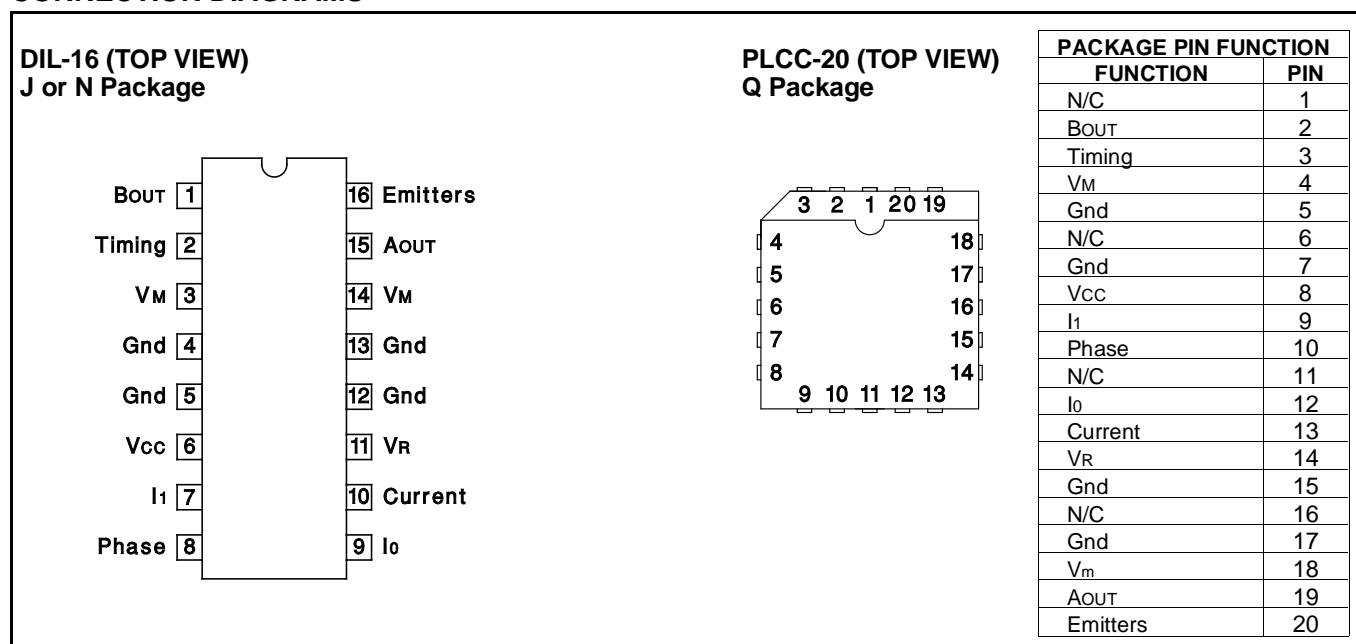 CONNECTION DIAGRAMS
DIL-16 (TOP VIEW)
J or N Package
BOUT 1
16 Emitters
Timing 2
15 AOUT
VM 3
14 VM
Gnd 4
13 Gnd
Gnd 5
12 Gnd
Vcc 6
11 VR
I1 7
10 Current
Phase 8
9 I0
PLCC-20 (TOP VIEW)
Q Package
3 2 1 20 19
4 18
5 17
6 16
7 15
8 14
9 10 11 12 13
PACKAGE PIN FUNCTION
FUNCTION PIN
N/C 1
BOUT 2
Timing 3
VM 4
Gnd 5
N/C 6
Gnd 7
VCC 8
I1 9
Phase 10
N/C 11
I0 12
Current 13
VR 14
Gnd 15
N/C 16
Gnd 17
Vm 18
AOUT 19
Emitters 20